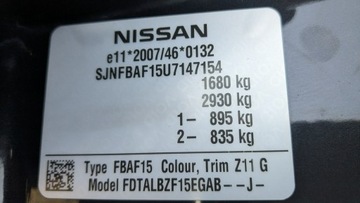 NISSAN
e11*2007/46*0132
SJNFBAF15U7147154
1680 kg
2930 kg
1- 895 kg
2- 835 kg
Type FBAF15 Colour, Trim Z11 G
Model FDTALBZF15EGAB--J-